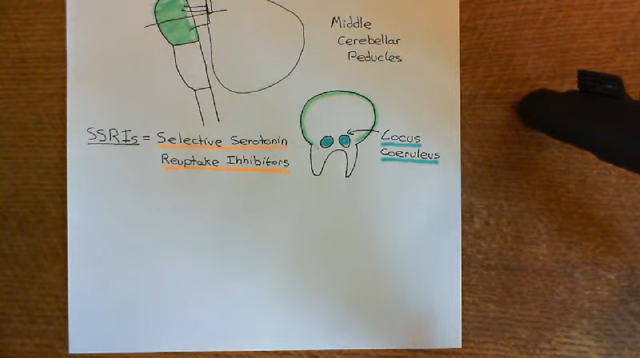 Middle
Cerebellar
Peducles
SSRIs = Selective Serotonin
Reuptake Inhibitors
Locus
Coeruleus